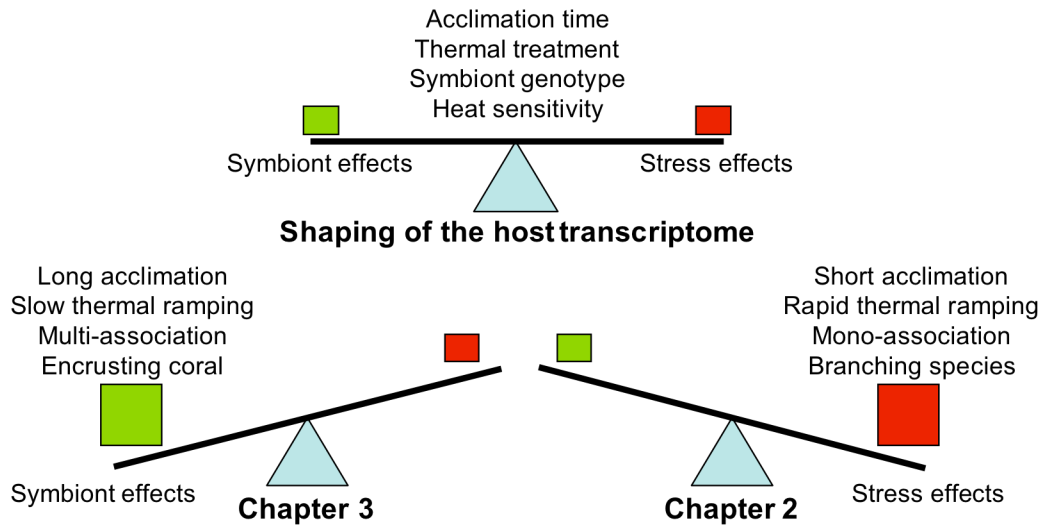 Acclimation time
Thermal treatment
Symbiont genotype
Heat sensitivity
Symbiont effects
Stress effects
Shaping of the host transcriptome
Long acclimation
Slow thermal ramping
Multi-association
Encrusting coral
Symbiont effects
Chapter 3
Short acclimation
Rapid thermal ramping
Mono-association
Branching species
Stress effects
Chapter 2